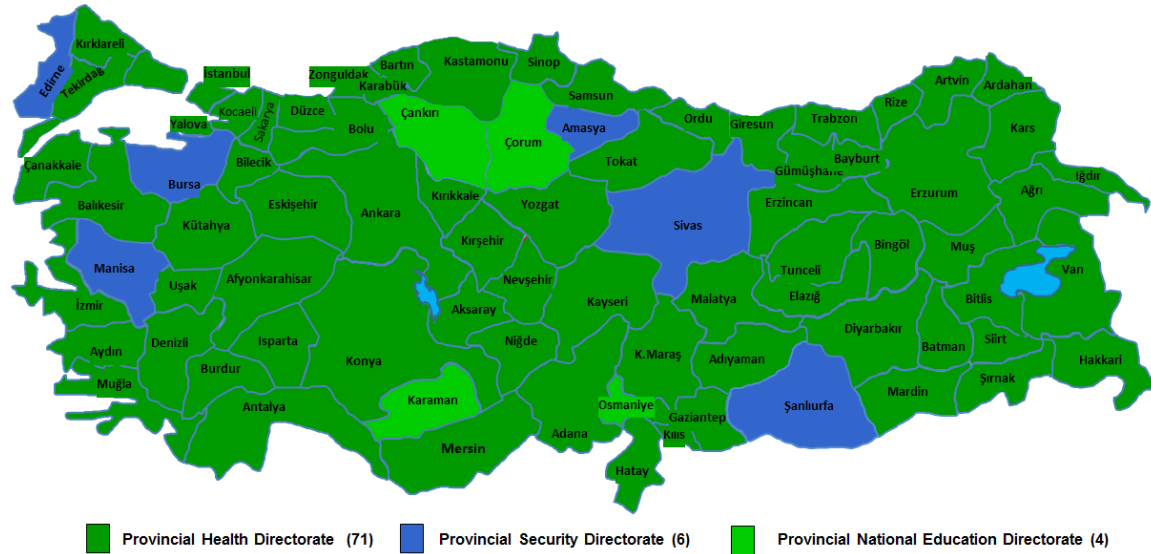 Kırklareli
Edirne
Tekirdag
İstanbul
Zonguldak
Bartın
Karabük
Kastamonu
Sinop
Samsun
Kocaeli
Sakarya
Düzce
Bolu
Yalova
Çankırı
Çorum
Amasya
Ordu
Giresun
Trabzon
Rize
Artvin
Ardahan
Kars
Çanakkale
Bursa
Bilecik
Tokat
Gümüşhane
Bayburt
Iğdır
Balıkesir
Kütahya
Eskişehir
Ankara
Kırıkkale
Yozgat
Sivas
Erzincan
Erzurum
Ağrı
Manisa
Uşak
Afyonkarahisar
Kırşehir
Nevşehir
Kayseri
Malatya
Tunceli
Elazığ
Bingöl
Muş
Bitlis
Van
İzmir
Aksaray
Niğde
Aydın
Denizli
Isparta
Burdur
Konya
K.Maraş
Adıyaman
Diyarbakır
Batman
Siirt
Hakkari
Muğla
Antalya
Karaman
Mersin
Adana
Osmaniye
Gaziantep
Kilis
Şanlıurfa
Mardin
Şırnak
Hatay
Provincial Health Directorate (71)
Provincial Security Directorate (6)
Provincial National Education Directorate (4)